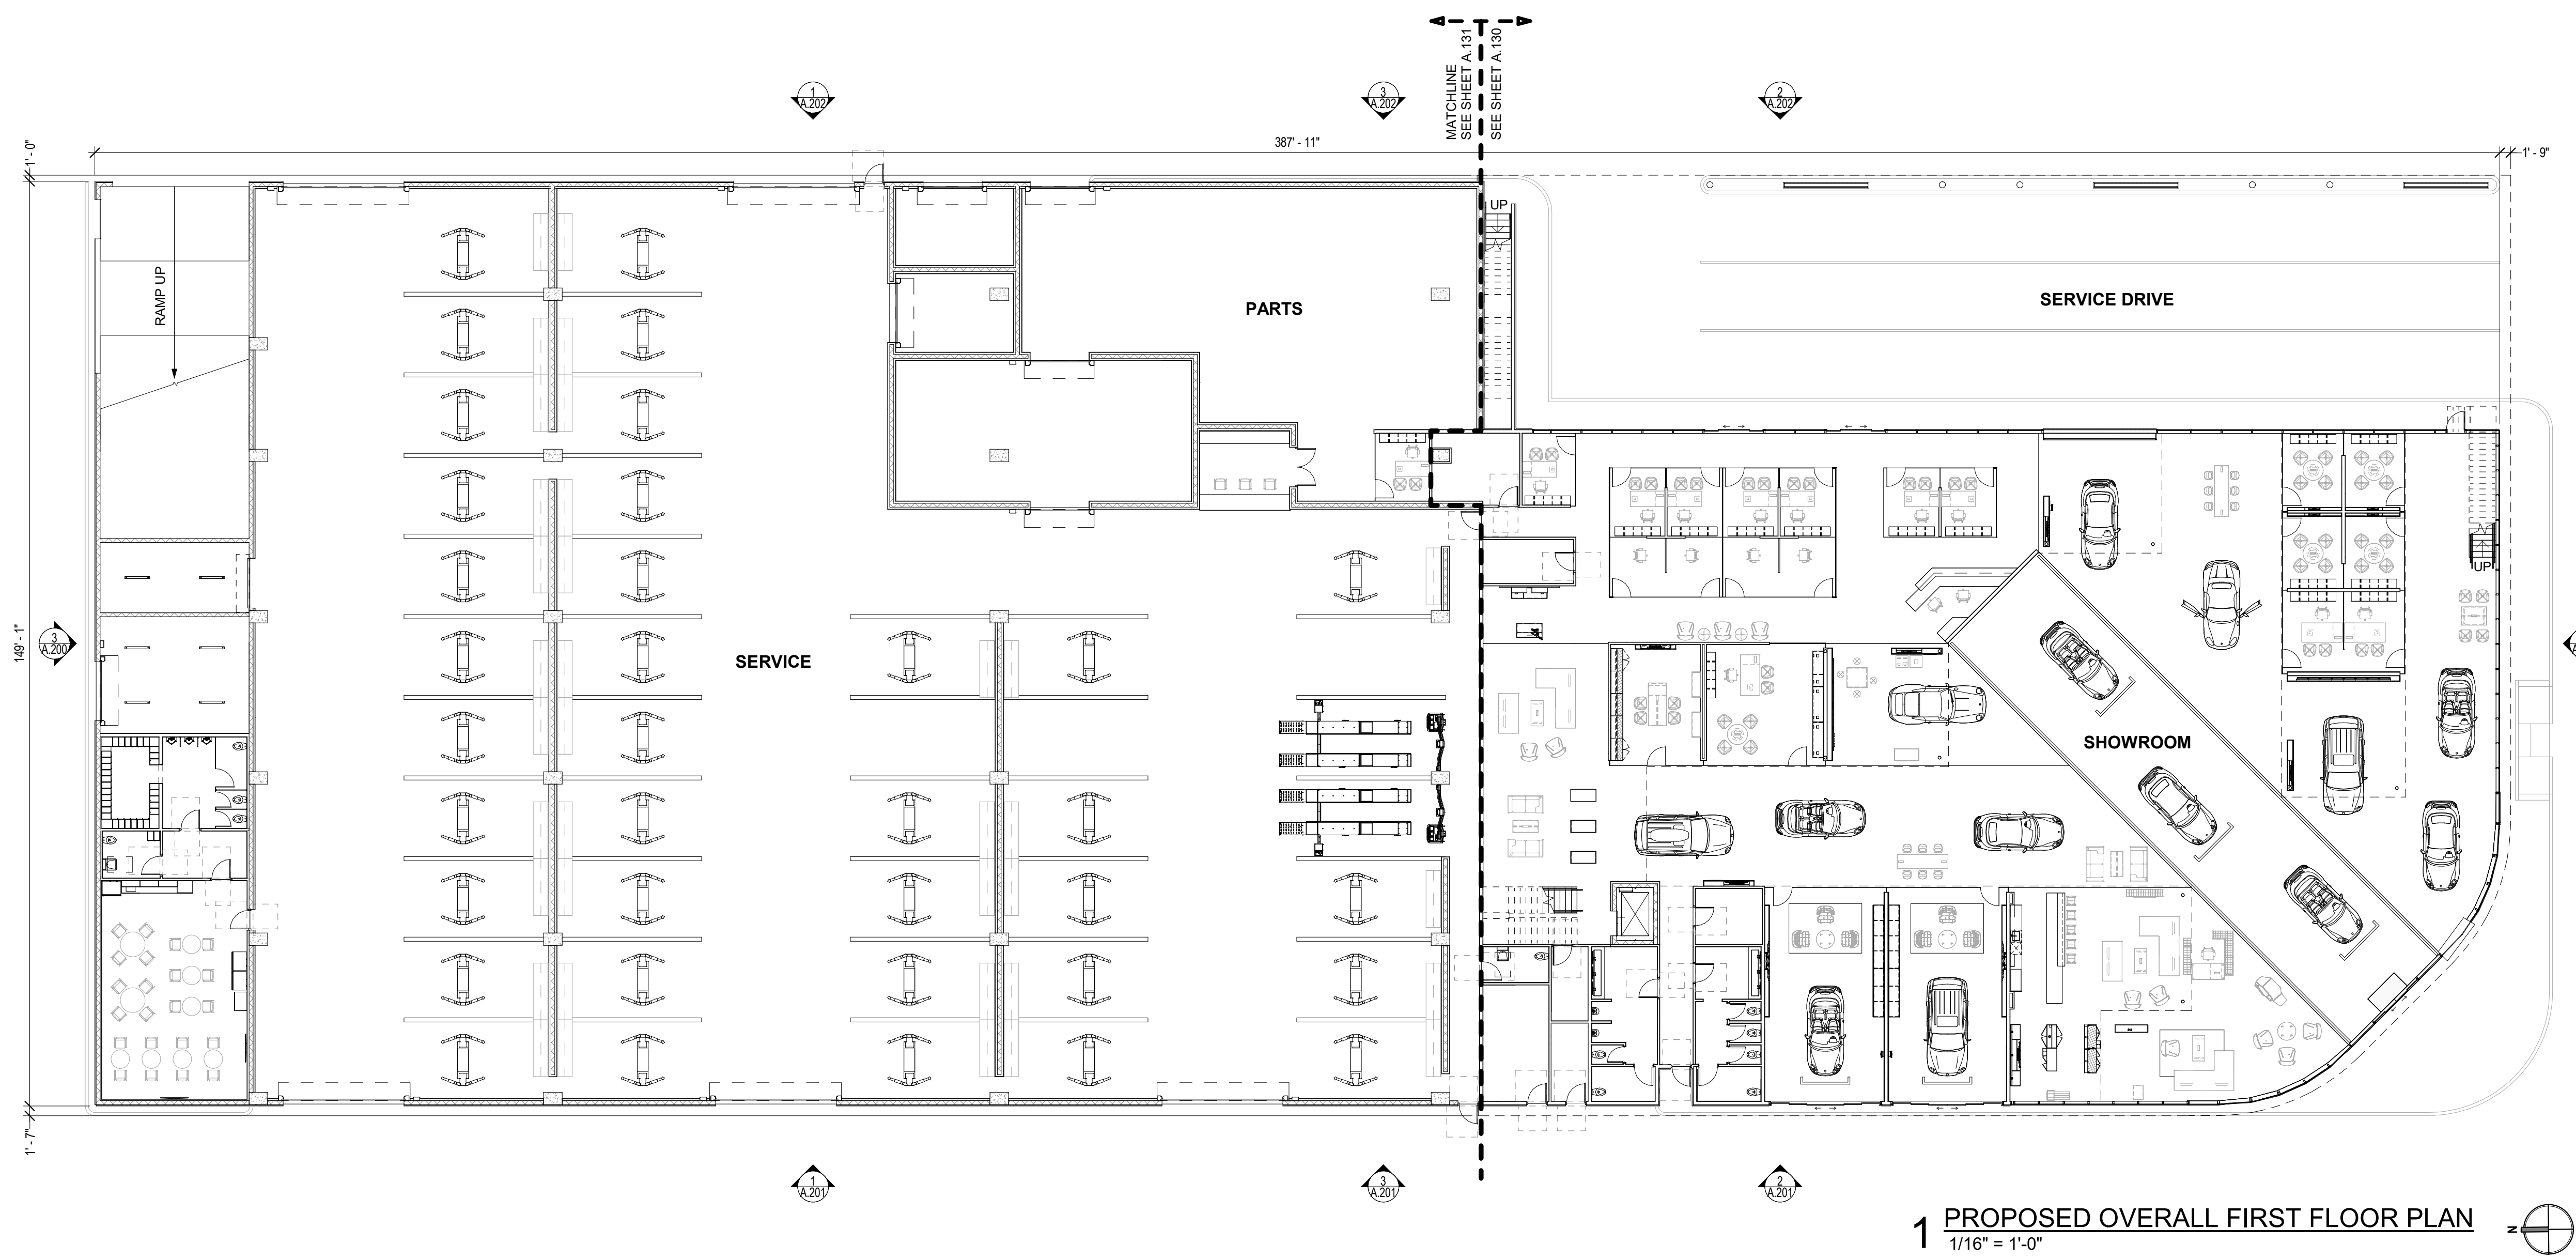 MATCHLINE
SEE SHEET A.131
SEE SHEET A.130
1
A.202
3
A.202
2
A.202
387' - 11"
1' - 9"
1' - 0"
149' - 1"
1' - 7"
RAMP UP
UP
PARTS
SERVICE DRIVE
UP
3
A.200
SERVICE
SHOWROOM
1
A.201
3
A.201
2
A.201
1 PROPOSED OVERALL FIRST FLOOR PLAN
1/16" = 1'-0"
N